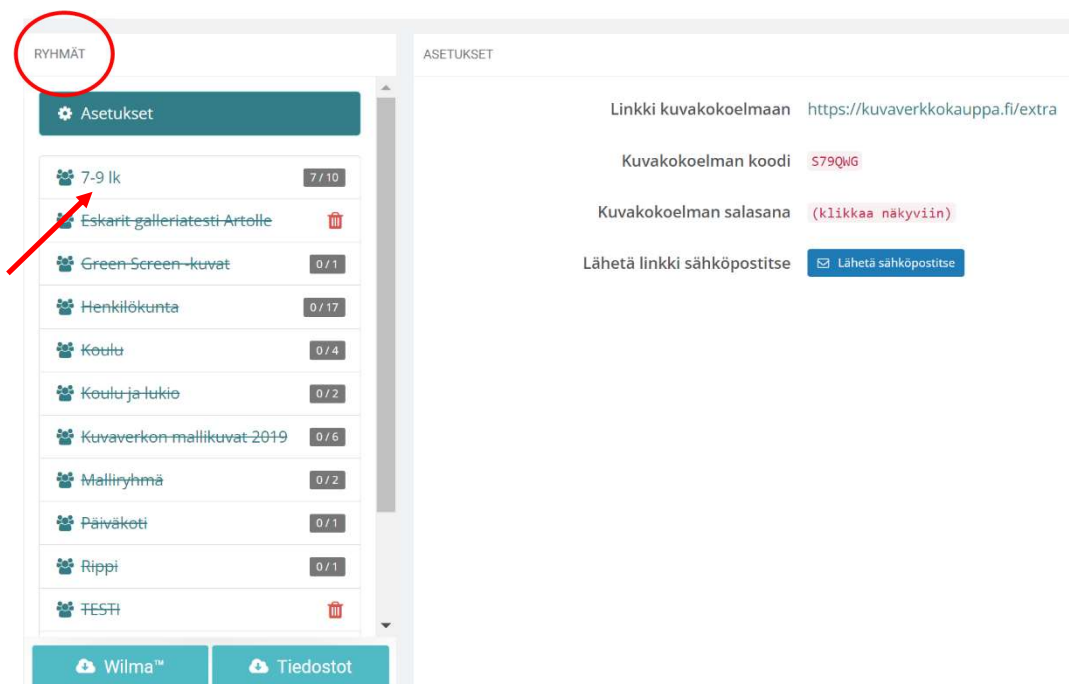 RYHMÄT
Asetukset
7-9 lk 7 / 10
Eskarit galleriatesti Artolle
Green Screen -kuvat 0 / 1
Henkilökunta 0 / 17
Koulu 0 / 4
Koulu ja lukio 0 / 2
Kuvaverkon mallikuvat 2019 0 / 6
Malliryhmä 0 / 2
Päiväkoti 0 / 1
Rippi 0 / 1
TESTI
Wilma™ Tiedostot
ASETUKSET
Linkki kuvakokoelmaan https://kuvaverkkokauppa.fi/extra
Kuvakokoelman koodi S79QWG
Kuvakokoelman salasana (klikkaa näkyviin)
Lähetä linkki sähköpostitse Lähetä sähköpostitse